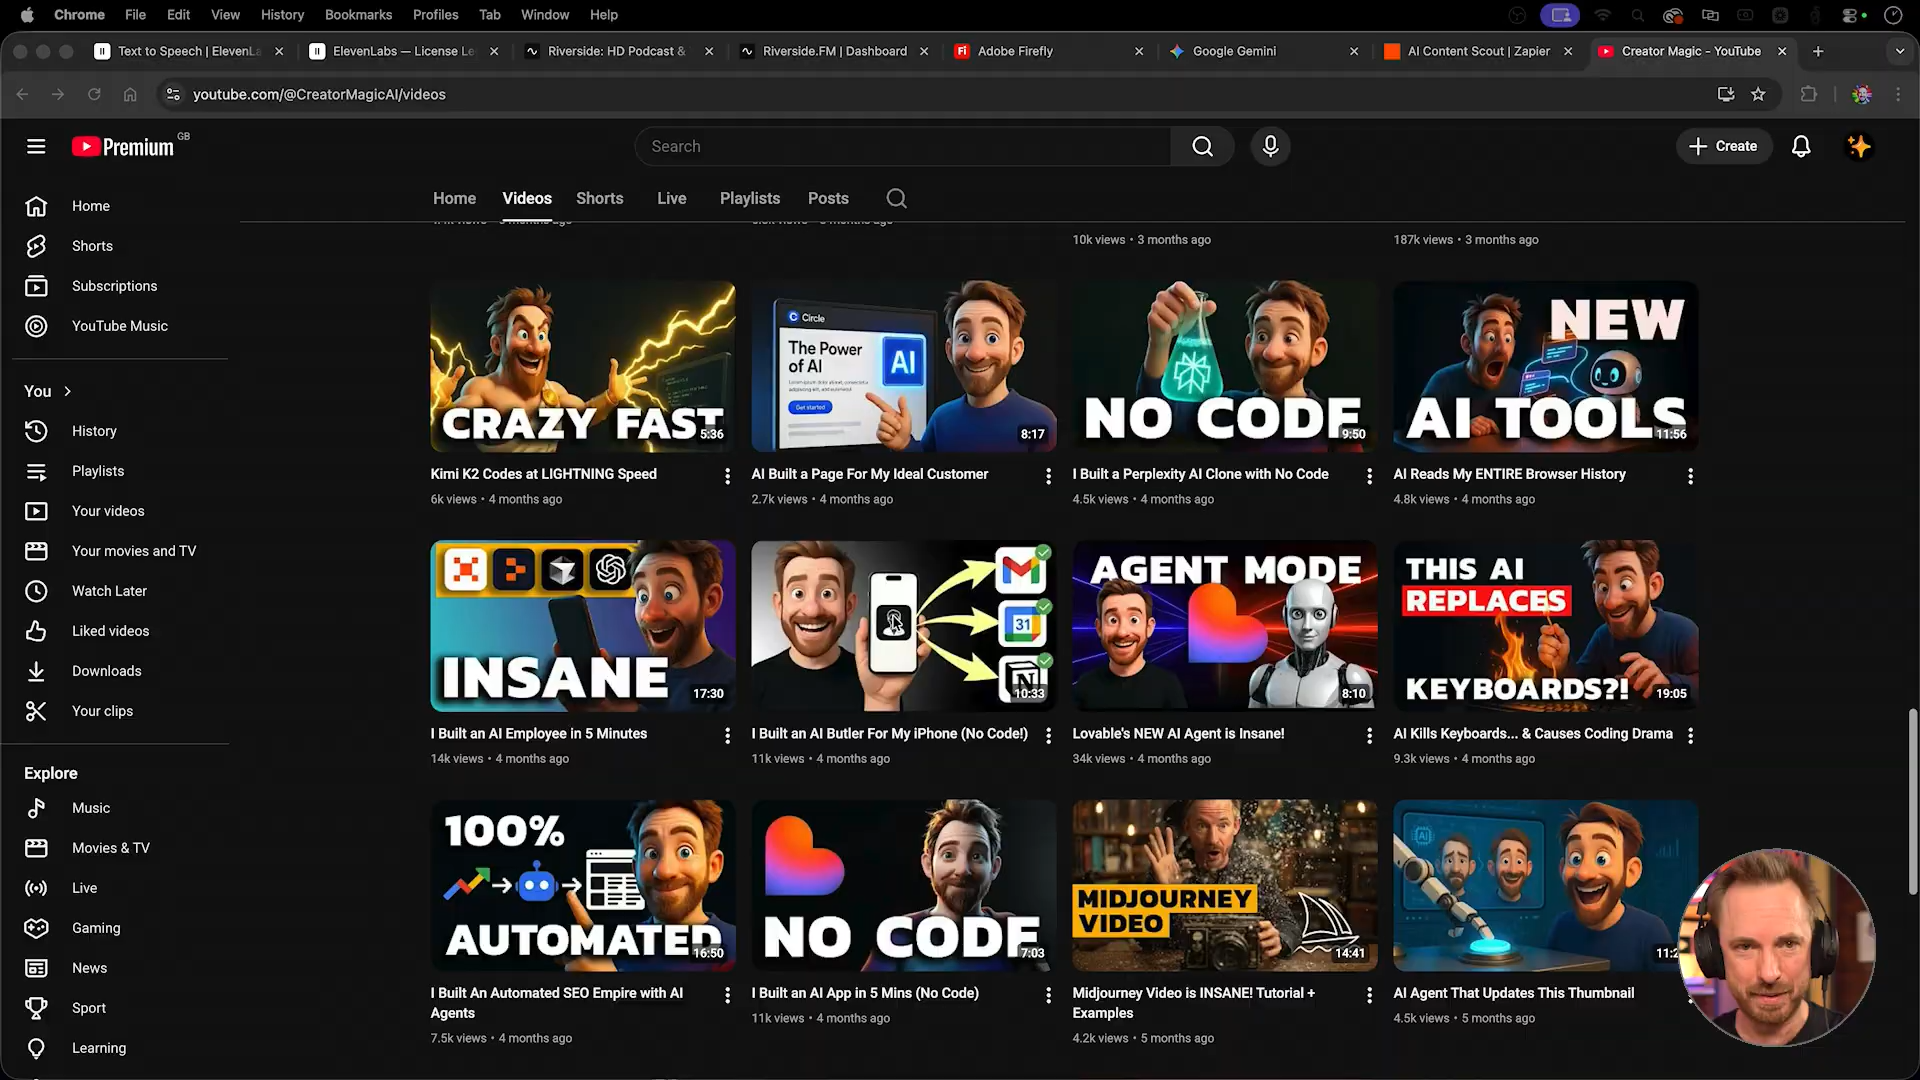 Chrome File Edit View History Bookmarks Profiles Tab Window Help
Text to Speech | ElevenLa
ElevenLabs — License Le
Riverside: HD Podcast &
Riverside.FM | Dashboard
Adobe Firefly
Google Gemini
AI Content Scout | Zapier
Creator Magic - YouTube
youtube.com/@CreatorMagicAI/videos
Premium GB
Search
Create
Home
Videos
Shorts
Live
Playlists
Posts
Home
Shorts
Subscriptions
YouTube Music
You
History
Playlists
Your videos
Your movies and TV
Watch Later
Liked videos
Downloads
Your clips
Explore
Music
Movies & TV
Live
Gaming
News
Sport
Learning
10k views • 3 months ago
187k views • 3 months ago
CRAZY FAST
5:36
Kimi K2 Codes at LIGHTNING Speed
6k views • 4 months ago
Circle
The Power
of AI
AI
Get started
8:17
AI Built a Page For My Ideal Customer
2.7k views • 4 months ago
NO CODE
9:50
I Built a Perplexity AI Clone with No Code
4.5k views • 4 months ago
NEW
AI TOOLS
11:56
AI Reads My ENTIRE Browser History
4.8k views • 4 months ago
INSANE
17:30
I Built an AI Employee in 5 Minutes
14k views • 4 months ago
31
10:33
I Built an AI Butler For My iPhone (No Code!)
11k views • 4 months ago
AGENT MODE
8:10
Lovable's NEW AI Agent is Insane!
34k views • 4 months ago
THIS AI
REPLACES
KEYBOARDS?!
19:05
AI Kills Keyboards... & Causes Coding Drama
9.3k views • 4 months ago
100%
AUTOMATED
16:50
I Built An Automated SEO Empire with AI
Agents
7.5k views • 4 months ago
NO CODE
7:03
I Built an AI App in 5 Mins (No Code)
11k views • 4 months ago
MIDJOURNEY
VIDEO
14:41
Midjourney Video is INSANE! Tutorial +
Examples
4.2k views • 5 months ago
AI
11:2
AI Agent That Updates This Thumbnail
4.5k views • 5 months ago